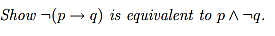 Show ¬(p → q) is equivalent to p ∧ ¬q.